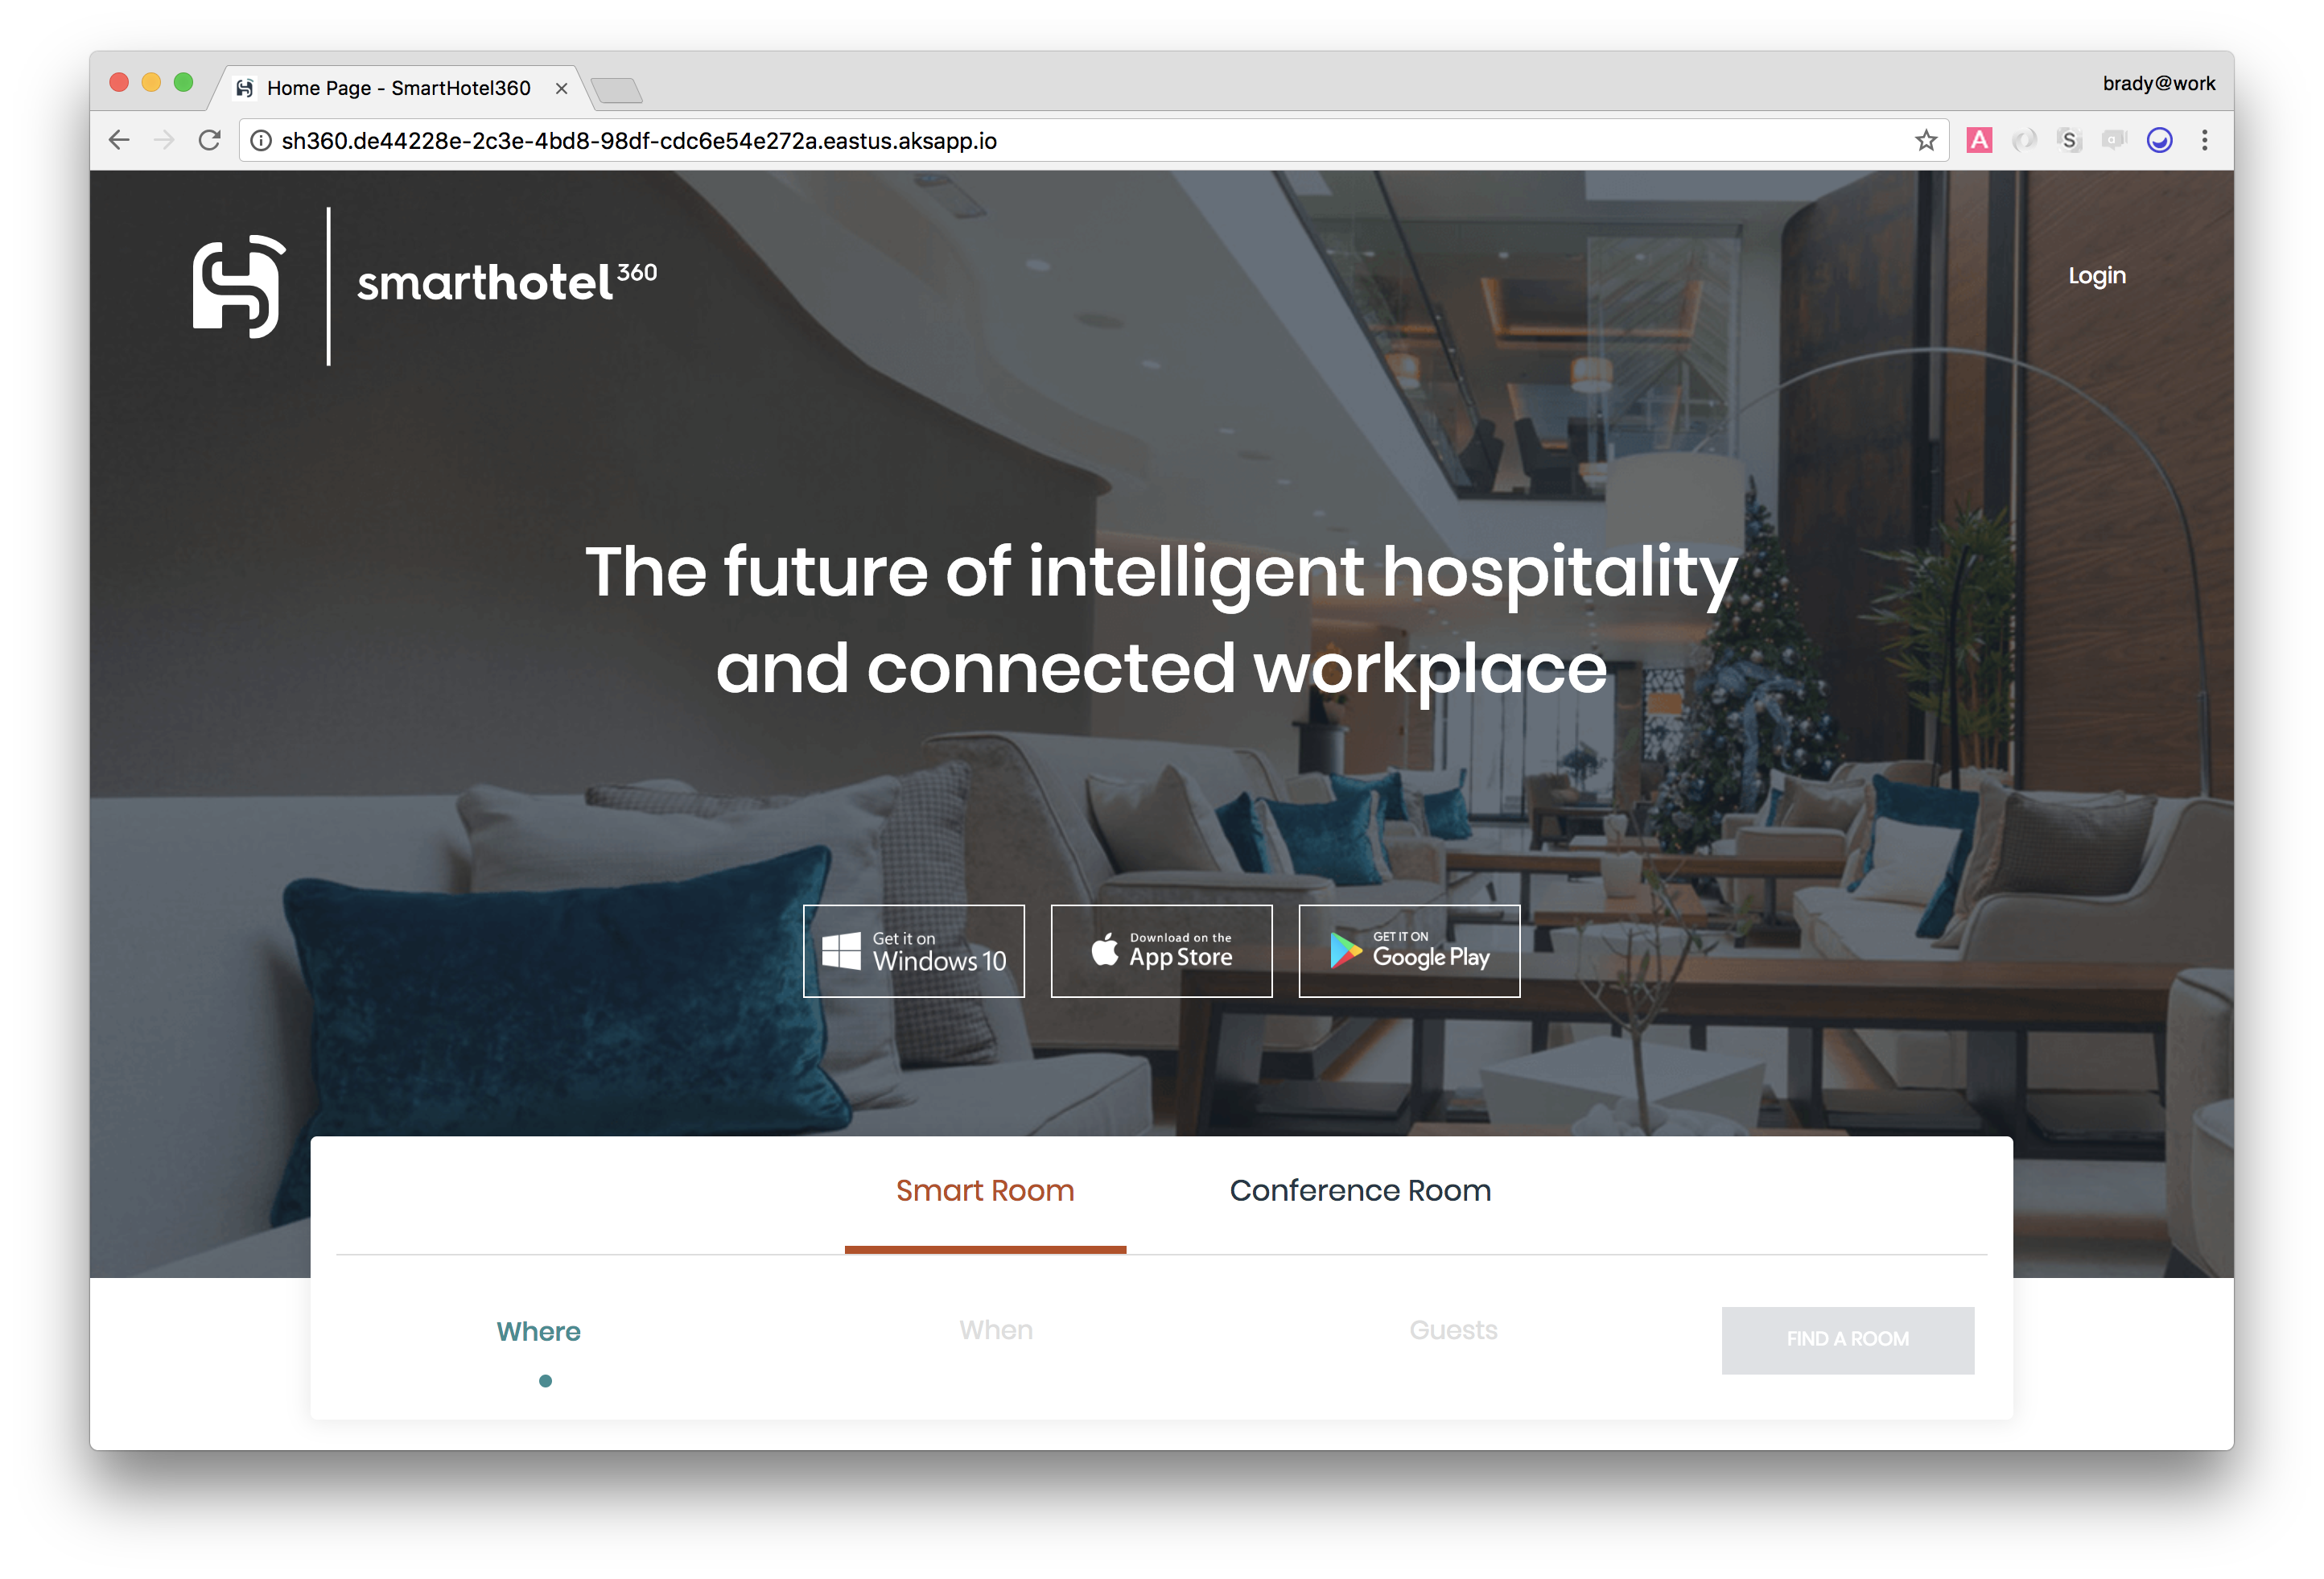 Home Page - SmartHotel360
brady@work
sh360.de44228e-2c3e-4bd8-98df-cdc6e54e272a.eastus.aksapp.io
smarthotel360
Login
The future of intelligent hospitality
and connected workplace
Get it on
Windows 10
Download on the
App Store
GET IT ON
Google Play
Smart Room
Conference Room
Where
When
Guests
FIND A ROOM